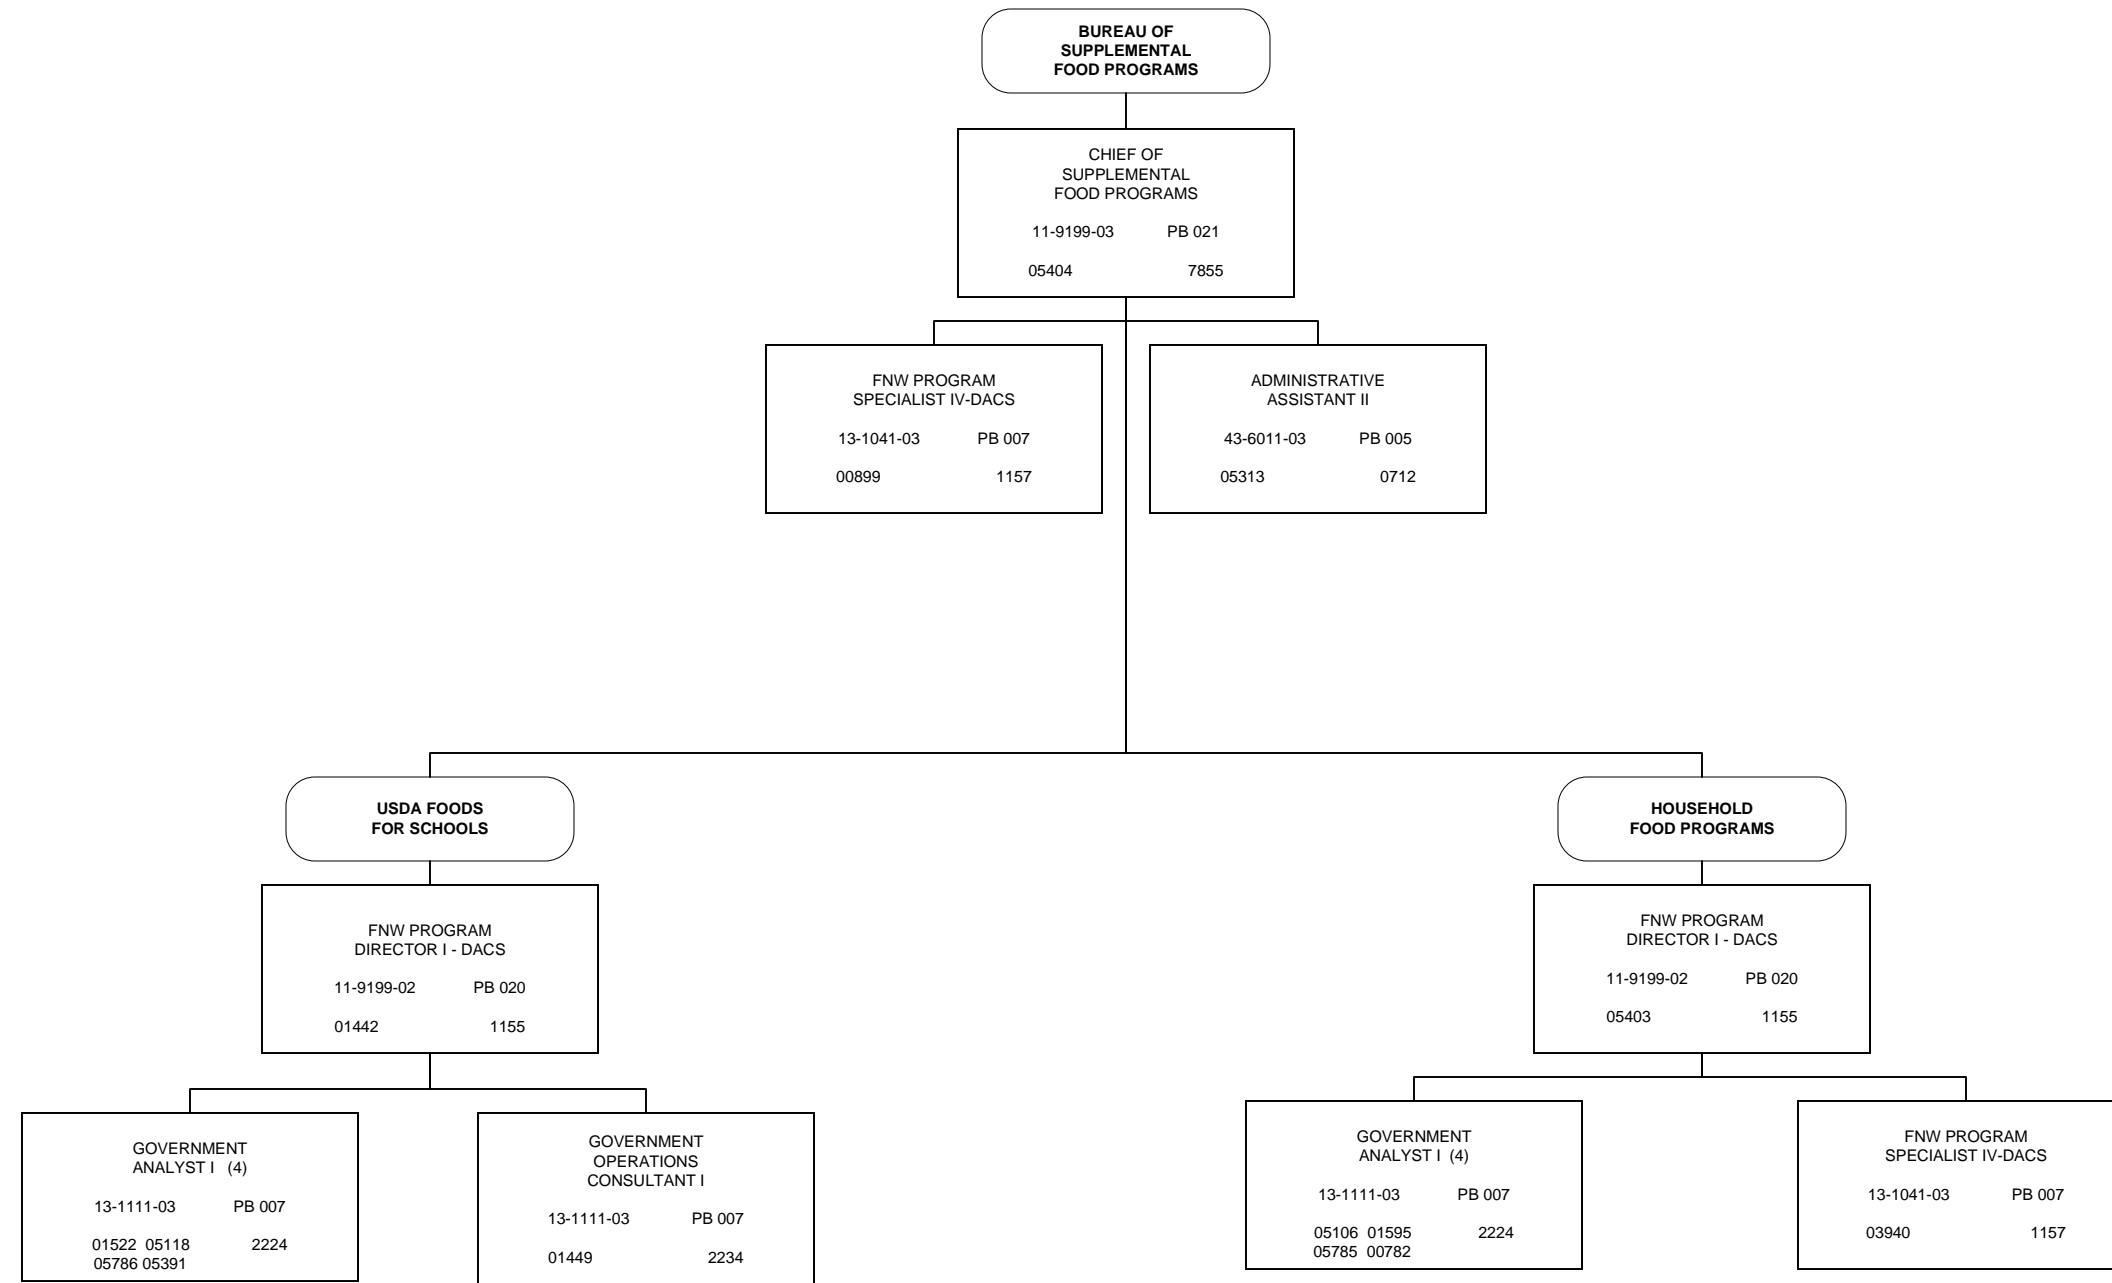 BUREAU OF
SUPPLEMENTAL
FOOD PROGRAMS
CHIEF OF
SUPPLEMENTAL
FOOD PROGRAMS
11-9199-03 PB 021
05404 7855
FNW PROGRAM
SPECIALIST IV-DACS
13-1041-03 PB 007
00899 1157
ADMINISTRATIVE
ASSISTANT II
43-6011-03 PB 005
05313 0712
USDA FOODS
FOR SCHOOLS
FNW PROGRAM
DIRECTOR I - DACS
11-9199-02 PB 020
01442 1155
GOVERNMENT
ANALYST I (4)
13-1111-03 PB 007
01522 05118 2224
05786 05391
GOVERNMENT
OPERATIONS
CONSULTANT I
13-1111-03 PB 007
01449 2234
HOUSEHOLD
FOOD PROGRAMS
FNW PROGRAM
DIRECTOR I - DACS
11-9199-02 PB 020
05403 1155
GOVERNMENT
ANALYST I (4)
13-1111-03 PB 007
05106 01595 2224
05785 00782
FNW PROGRAM
SPECIALIST IV-DACS
13-1041-03 PB 007
03940 1157